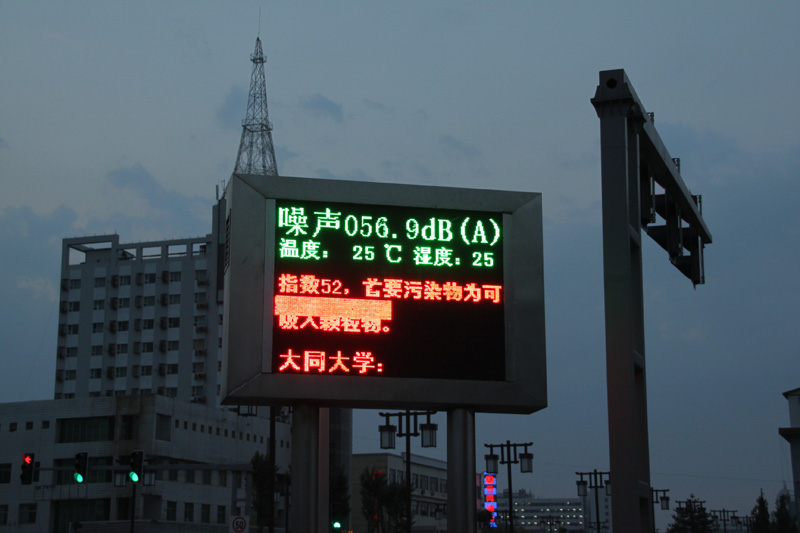 噪声056.9dB(A)
温度： 25℃ 湿度：25
指数52，首要污染物为可
吸入颗粒物。
大同大学：
50